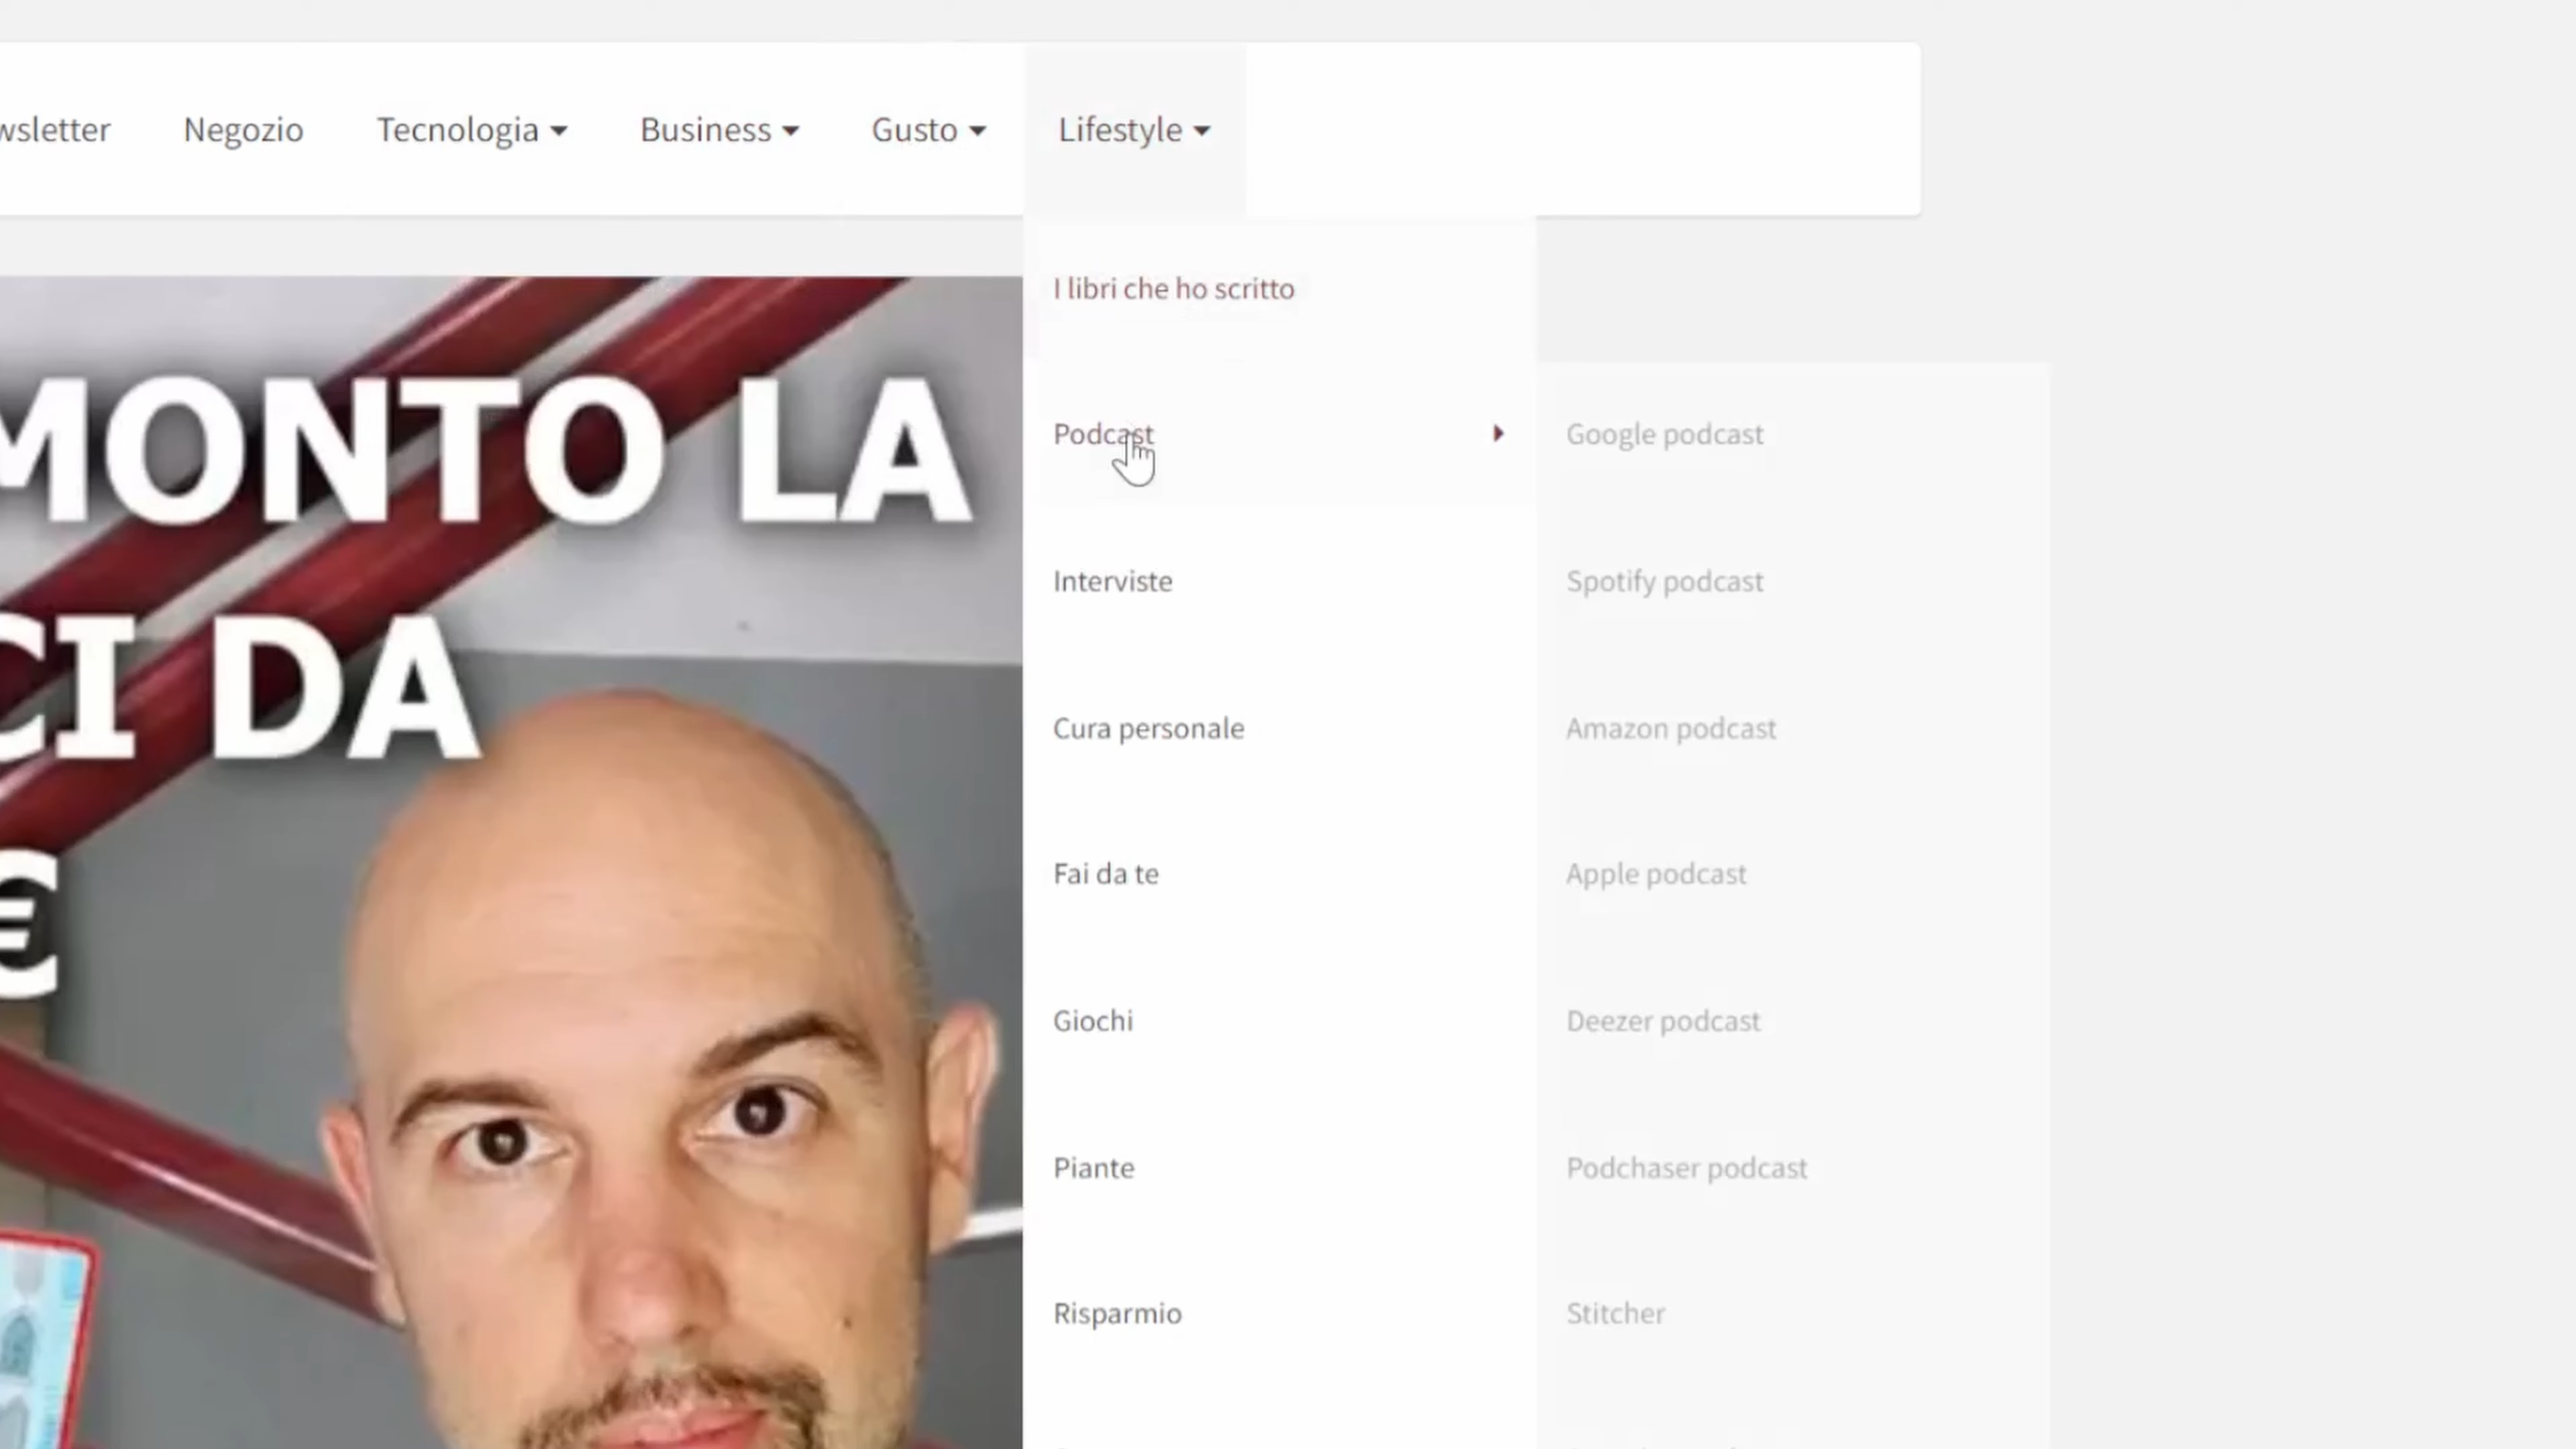 wsletter
Negozio
Tecnologia
Business
Gusto
Lifestyle
I libri che ho scritto
Podcast
Google podcast
Interviste
Spotify podcast
Cura personale
Amazon podcast
Fai da te
Apple podcast
Giochi
Deezer podcast
Piante
Podchaser podcast
Risparmio
Stitcher
MONTO LA
CI DA
€